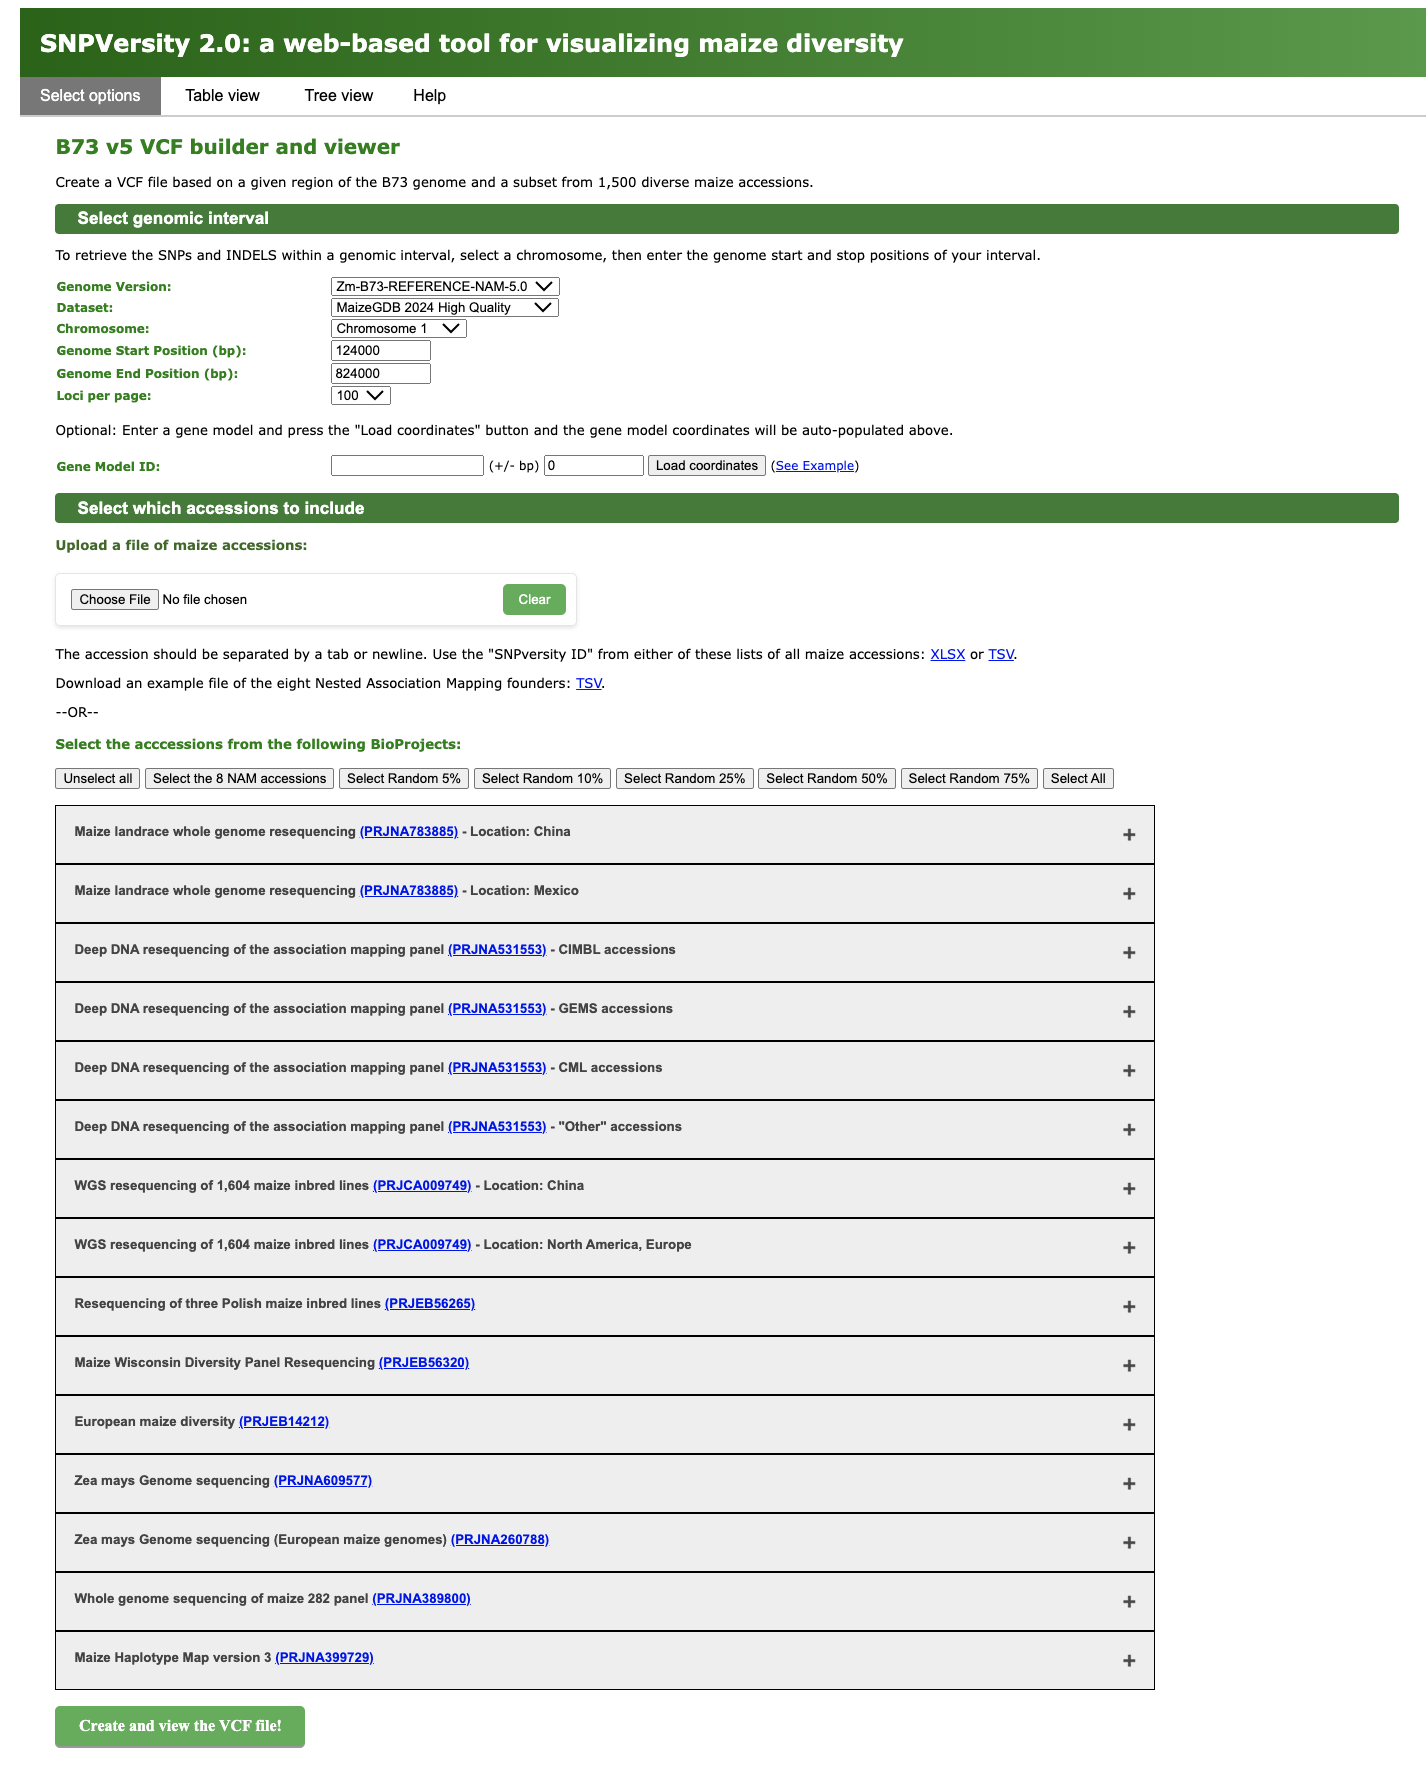 SNPVersity 2.0: a web-based tool for visualizing maize diversity
Select options Table view Tree view Help
B73 v5 VCF builder and viewer
Create a VCF file based on a given region of the B73 genome and a subset from 1,500 diverse maize accessions.
Select genomic interval
To retrieve the SNPs and INDELS within a genomic interval, select a chromosome, then enter the genome start and stop positions of your interval.
Genome Version: Zm-B73-REFERENCE-NAM-5.0
Dataset: MaizeGDB 2024 High Quality
Chromosome: Chromosome 1
Genome Start Position (bp): 124000
Genome End Position (bp): 824000
Loci per page: 100
Optional: Enter a gene model and press the "Load coordinates" button and the gene model coordinates will be auto-populated above.
Gene Model ID: (+/- bp) 0 Load coordinates (See Example)
Select which accessions to include
Upload a file of maize accessions:
Choose File No file chosen Clear
The accession should be separated by a tab or newline. Use the "SNPversity ID" from either of these lists of all maize accessions: XLSX or TSV.
Download an example file of the eight Nested Association Mapping founders: TSV.
--OR--
Select the acccessions from the following BioProjects:
Unselect all Select the 8 NAM accessions Select Random 5% Select Random 10% Select Random 25% Select Random 50% Select Random 75% Select All
Maize landrace whole genome resequencing (PRJNA783885) - Location: China +
Maize landrace whole genome resequencing (PRJNA783885) - Location: Mexico +
Deep DNA resequencing of the association mapping panel (PRJNA531553) - CIMBL accessions +
Deep DNA resequencing of the association mapping panel (PRJNA531553) - GEMS accessions +
Deep DNA resequencing of the association mapping panel (PRJNA531553) - CML accessions +
Deep DNA resequencing of the association mapping panel (PRJNA531553) - "Other" accessions +
WGS resequencing of 1,604 maize inbred lines (PRJCA009749) - Location: China +
WGS resequencing of 1,604 maize inbred lines (PRJCA009749) - Location: North America, Europe +
Resequencing of three Polish maize inbred lines (PRJEB56265) +
Maize Wisconsin Diversity Panel Resequencing (PRJEB56320) +
European maize diversity (PRJEB14212) +
Zea mays Genome sequencing (PRJNA609577) +
Zea mays Genome sequencing (European maize genomes) (PRJNA260788) +
Whole genome sequencing of maize 282 panel (PRJNA389800) +
Maize Haplotype Map version 3 (PRJNA399729) +
Create and view the VCF file!